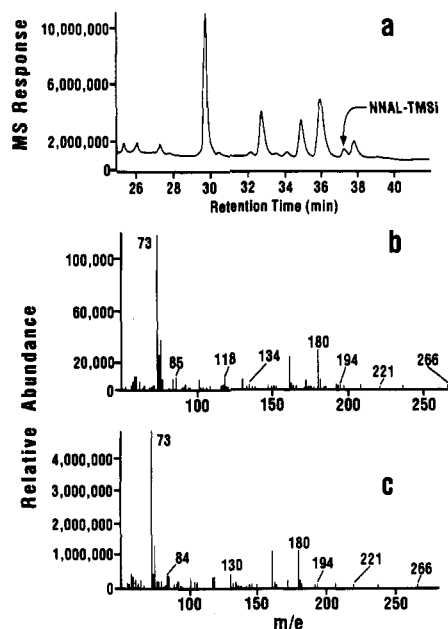 a
MS Response
10,000,000
6,000,000
2,000,000
0
NNAL-TMSi
26 28 30 32 34 36 38 40
Retention Time (min)
b
Relative Abundance
100,000
60,000
20,000
0
73
85
118
134
180
194
221
266
100 150 200 250
c
4,000,000
3,000,000
2,000,000
1,000,000
0
73
84
130
180
194
221
266
100 150 200 250
m/e